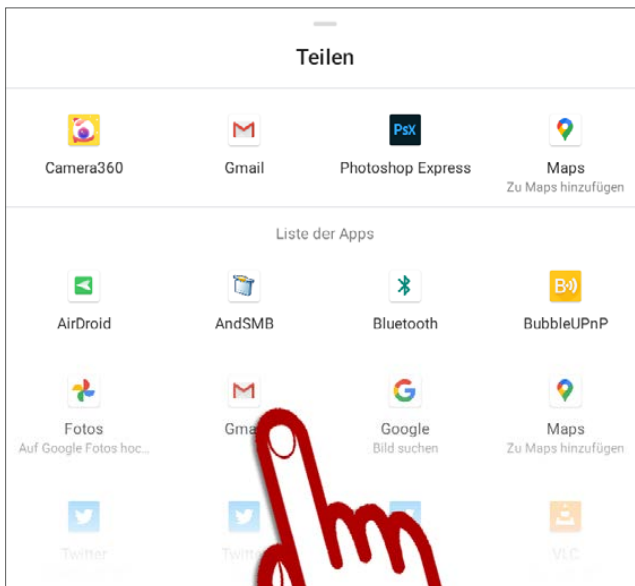 Teilen
PsX
Camera360 Gmail Photoshop Express Maps
Zu Maps hinzufügen
Liste der Apps
B
AirDroid AndSMB Bluetooth BubbleUPnP
G
Fotos Google Maps
Auf Google Fotos hoc... Bild suchen Zu Maps hinzufügen
Twitter VLC